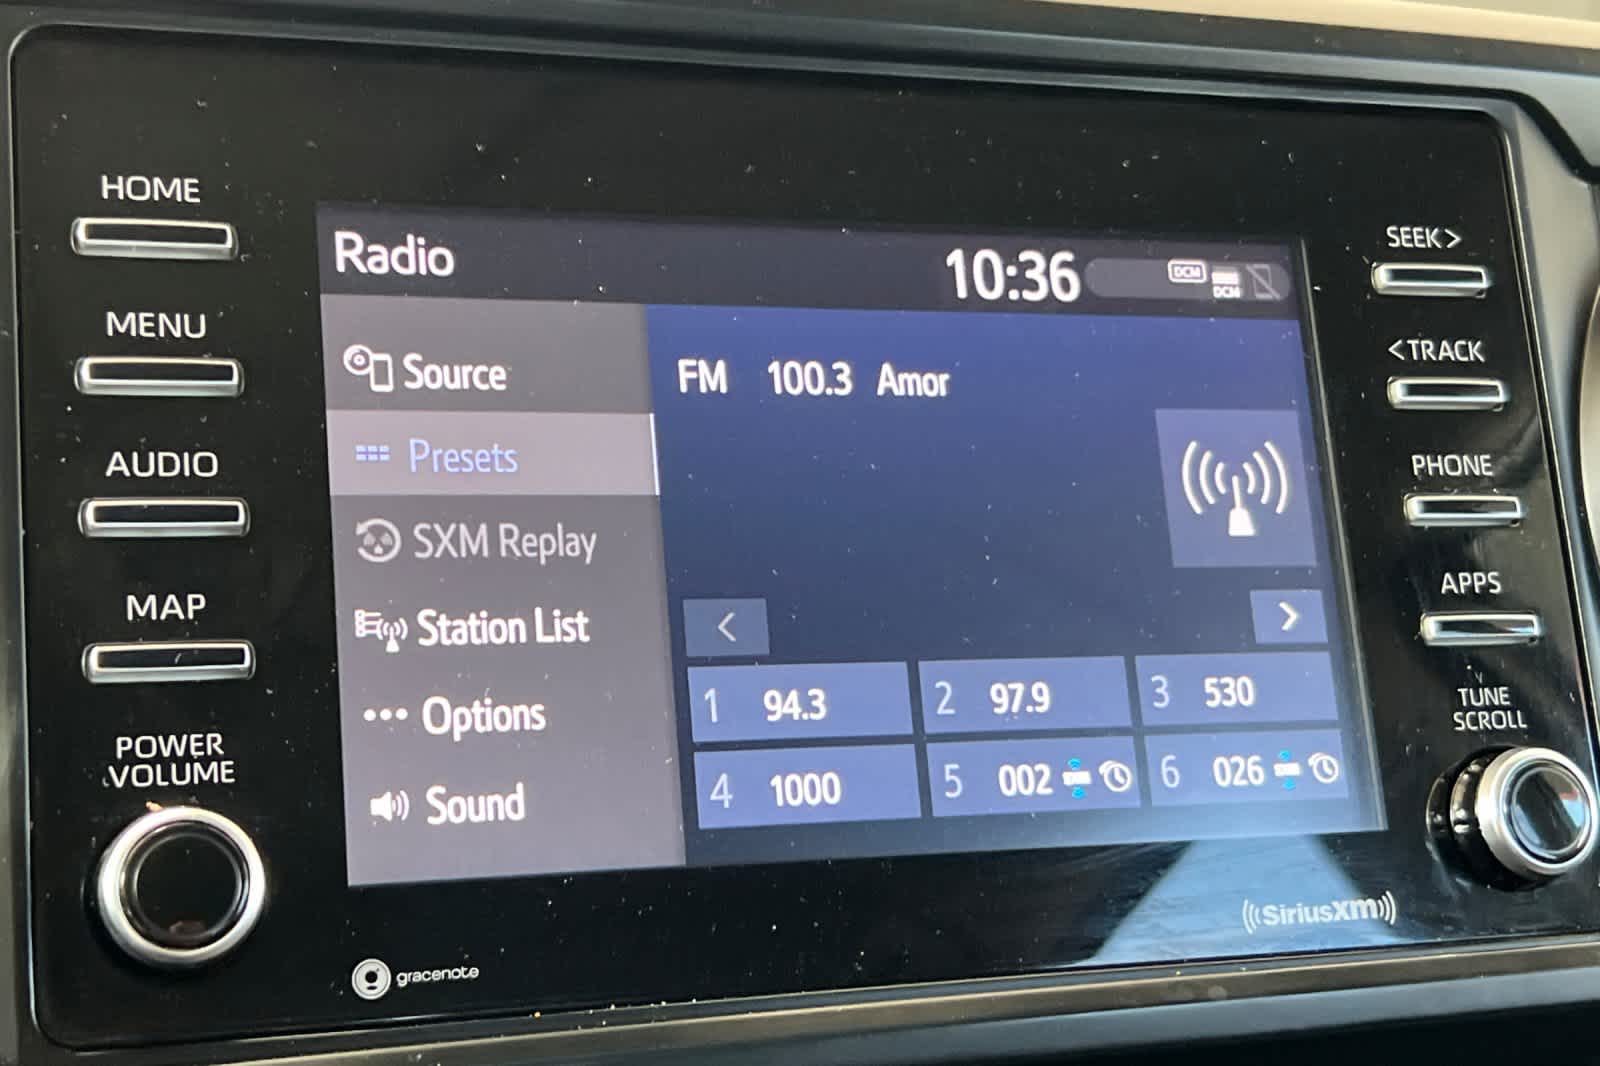 HOME
MENU
AUDIO
MAP
POWER
VOLUME
Radio
10:36
DCM
DCM
Source
Presets
SXM Replay
Station List
Options
Sound
FM 100.3 Amor
<
>
1 94.3
2 97.9
3 530
4 1000
5 002
6 026
SEEK>
<TRACK
PHONE
APPS
TUNE
SCROLL
gracenote
SiriusXM